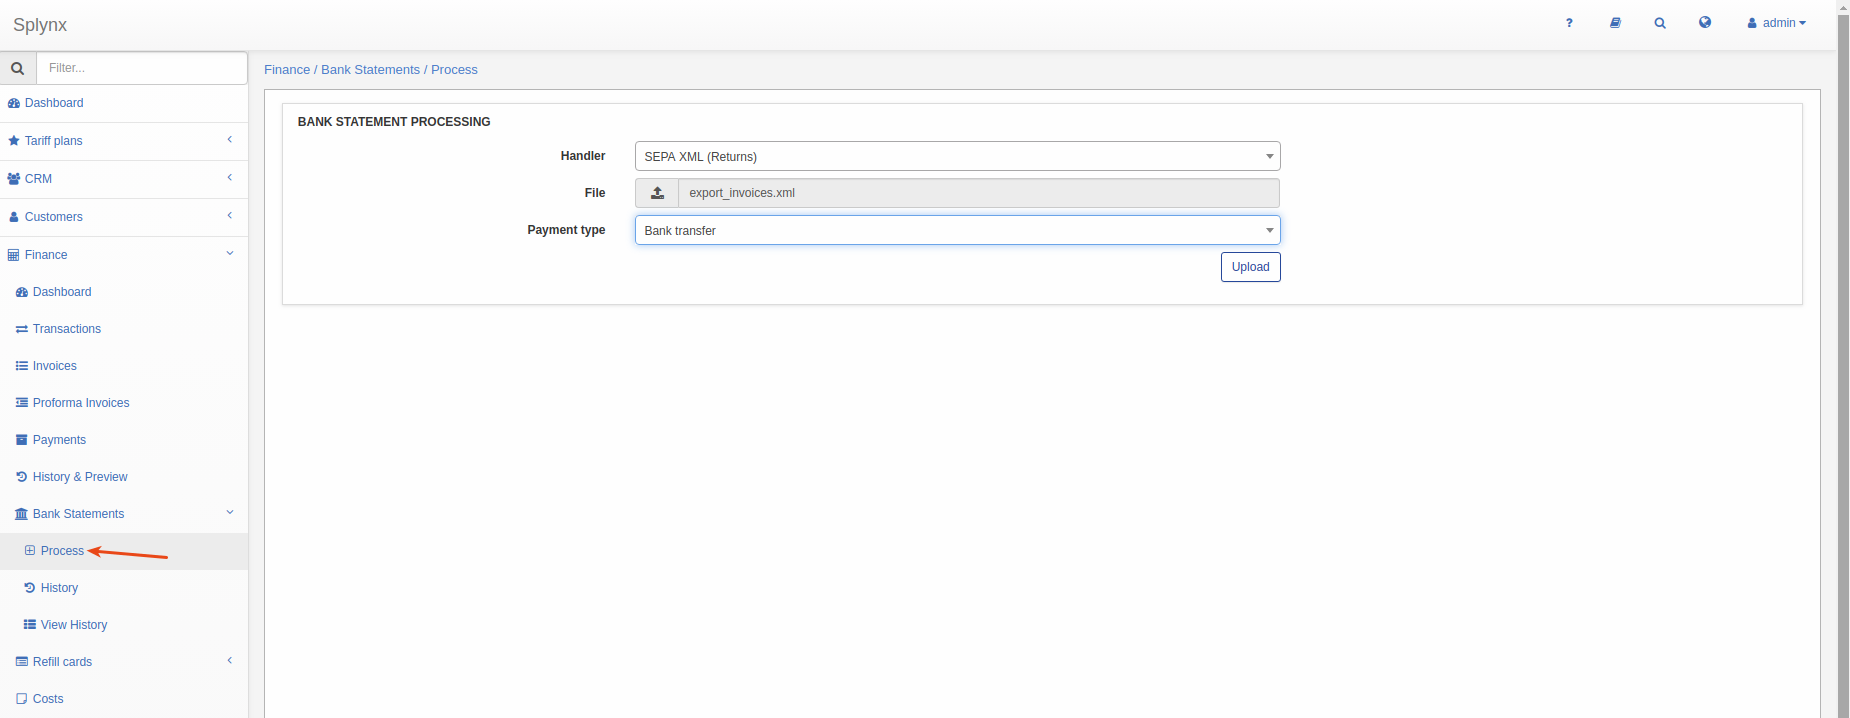 Splynx
? admin
Filter...
Finance / Bank Statements / Process
Dashboard
Tariff plans
CRM
Customers
Finance
Dashboard
Transactions
Invoices
Proforma Invoices
Payments
History & Preview
Bank Statements
Process
History
View History
Refill cards
Costs
BANK STATEMENT PROCESSING
Handler SEPA XML (Returns)
File export_invoices.xml
Payment type Bank transfer
Upload